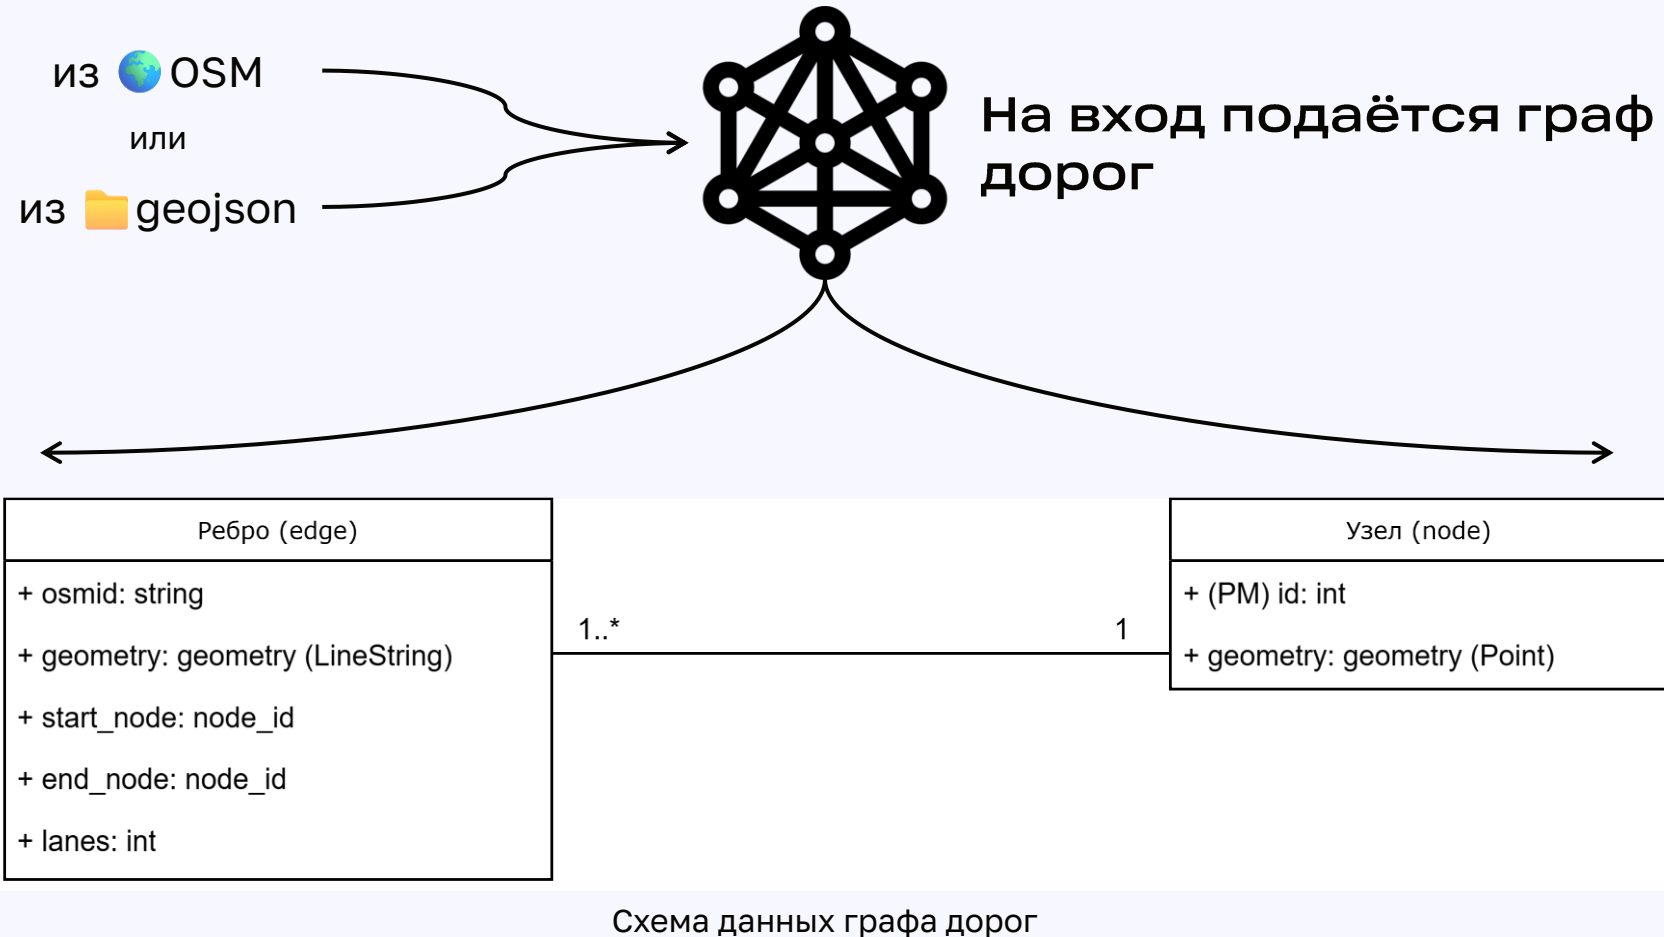 из OSM
или
из geojson
На вход подаётся граф
дорог
Ребро (edge)
+ osmid: string
+ geometry: geometry (LineString)
+ start_node: node_id
+ end_node: node_id
+ lanes: int
1..*
1
Узел (node)
+ (PM) id: int
+ geometry: geometry (Point)
Схема данных графа дорог